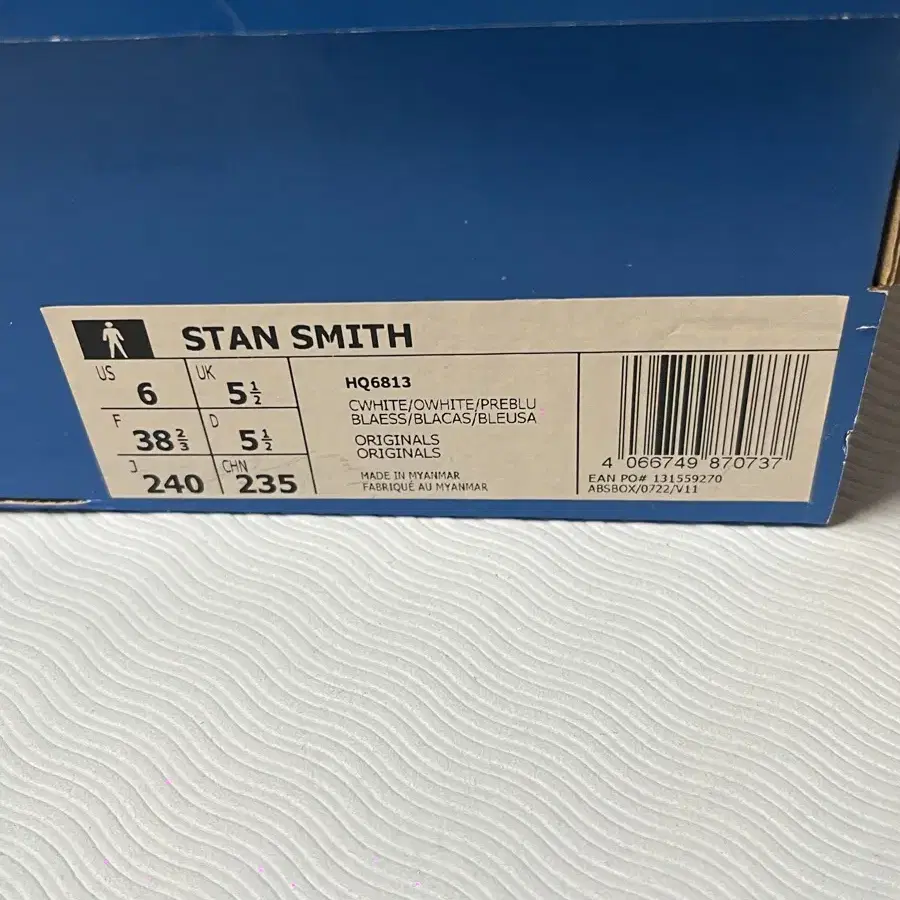 STAN SMITH
US 6 UK 5½
F 38⅔ D 5½
J 240 CHN 235
HQ6813
CWHITE/OWHITE/PREBLU
BLAESS/BLACAS/BLEUSA
ORIGINALS
ORIGINALS
MADE IN MYANMAR
FABRIQUÉ AU MYANMAR
4 066749 870737
EAN PO# 131559270
ABSBOX/0722/V11